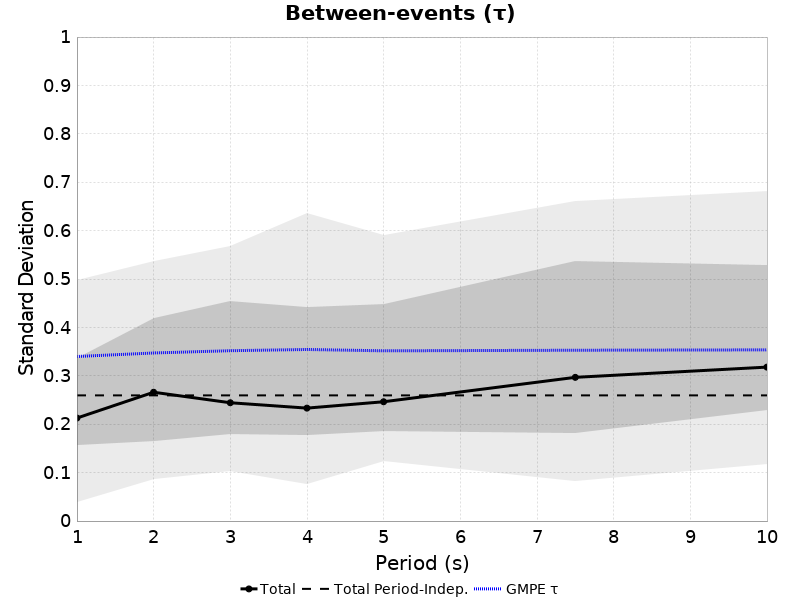 Between-events (τ)
1
0.9
0.8
0.7
0.6
0.5
0.4
0.3
0.2
0.1
0
Standard Deviation
1 2 3 4 5 6 7 8 9 10
Period (s)
Total Total Period-Indep. GMPE τ